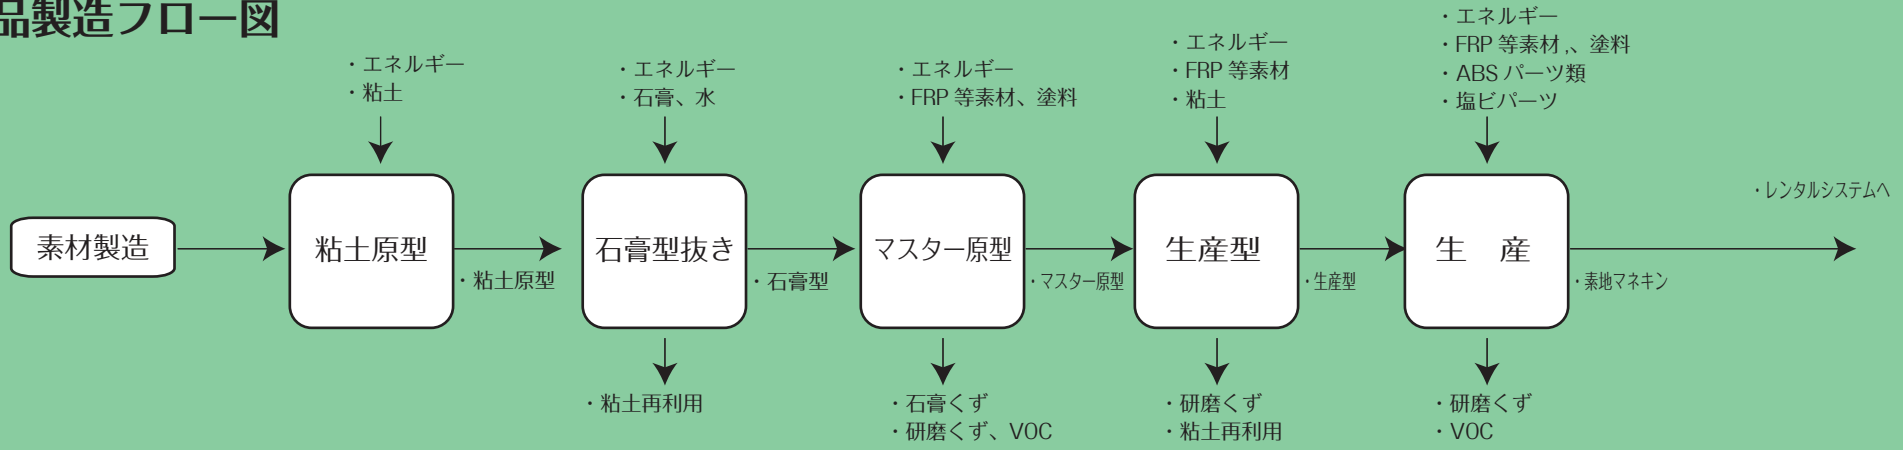 品製造フロー図
・エネルギー
・粘土
・エネルギー
・石膏、水
・エネルギー
・FRP 等素材、塗料
・エネルギー
・FRP 等素材
・粘土
・エネルギー
・FRP 等素材 ,、塗料
・ABS パーツ類
・塩ビパーツ
素材製造
粘土原型
・粘土原型
石膏型抜き
・石膏型
マスター原型
・マスター原型
生産型
・生産型
生　産
・素地マネキン
・レンタルシステムへ
・粘土再利用
・石膏くず
・研磨くず、VOC
・研磨くず
・粘土再利用
・研磨くず
・VOC